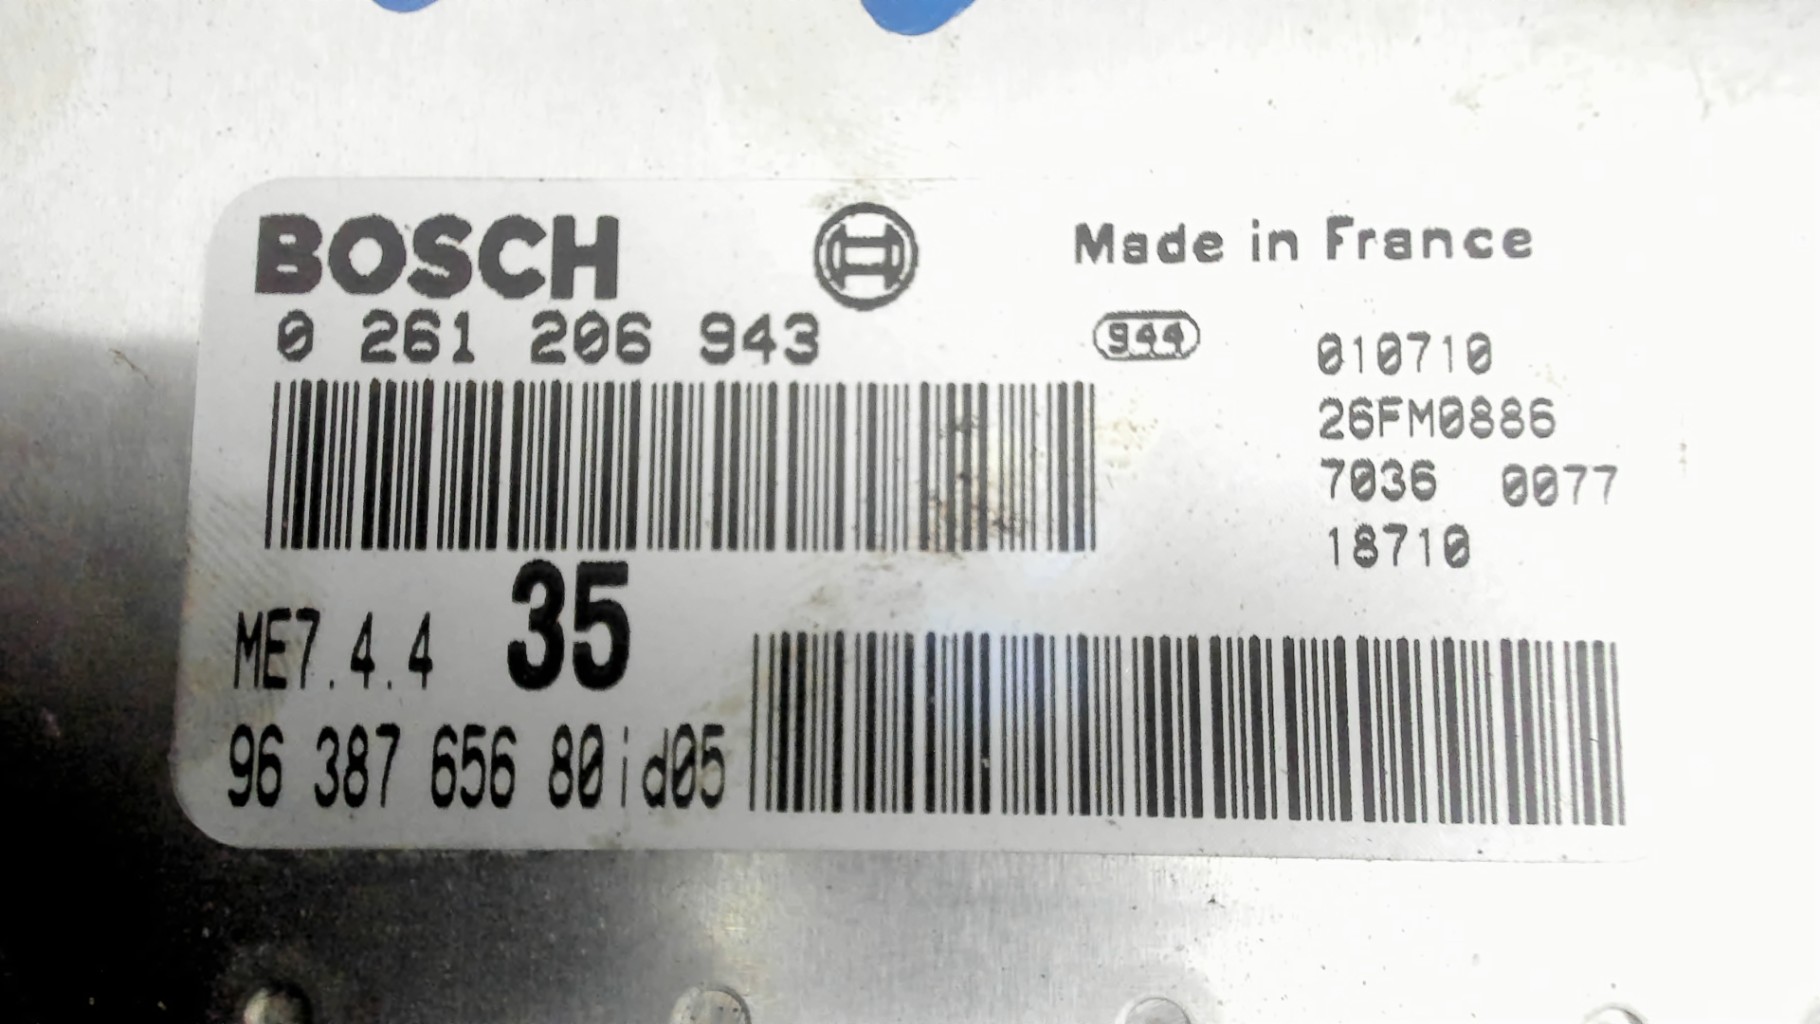 BOSCH
Made in France
0 261 206 943
944
010710
26FM0886
7036 0077
18710
ME7.4.4 35
96 387 656 80id05